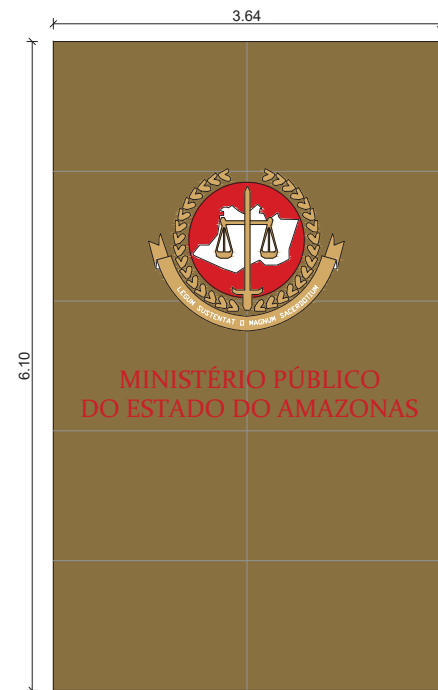 3.64
6.10
LEGUM SUSTENTAT D MAGNUM SACERDOTIUM
MINISTÉRIO PÚBLICO
DO ESTADO DO AMAZONAS